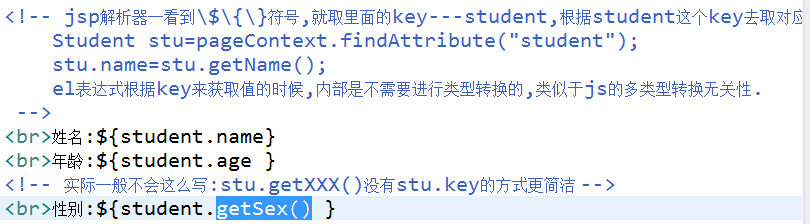 <!-- jsp解析器一看到\$\{\}符号,就取里面的key---student,根据student这个key去取对应
Student stu=pageContext.findAttribute("student");
stu.name=stu.getName();
el表达式根据key来获取值的时候,内部是不需要进行类型转换的,类似于js的多类型转换无关性.
-->
<br>姓名:${student.name}
<br>年龄:${student.age }
<!-- 实际一般不会这么写:stu.getXXX()没有stu.key的方式更简洁 -->
<br>性别:${student.getSex() }